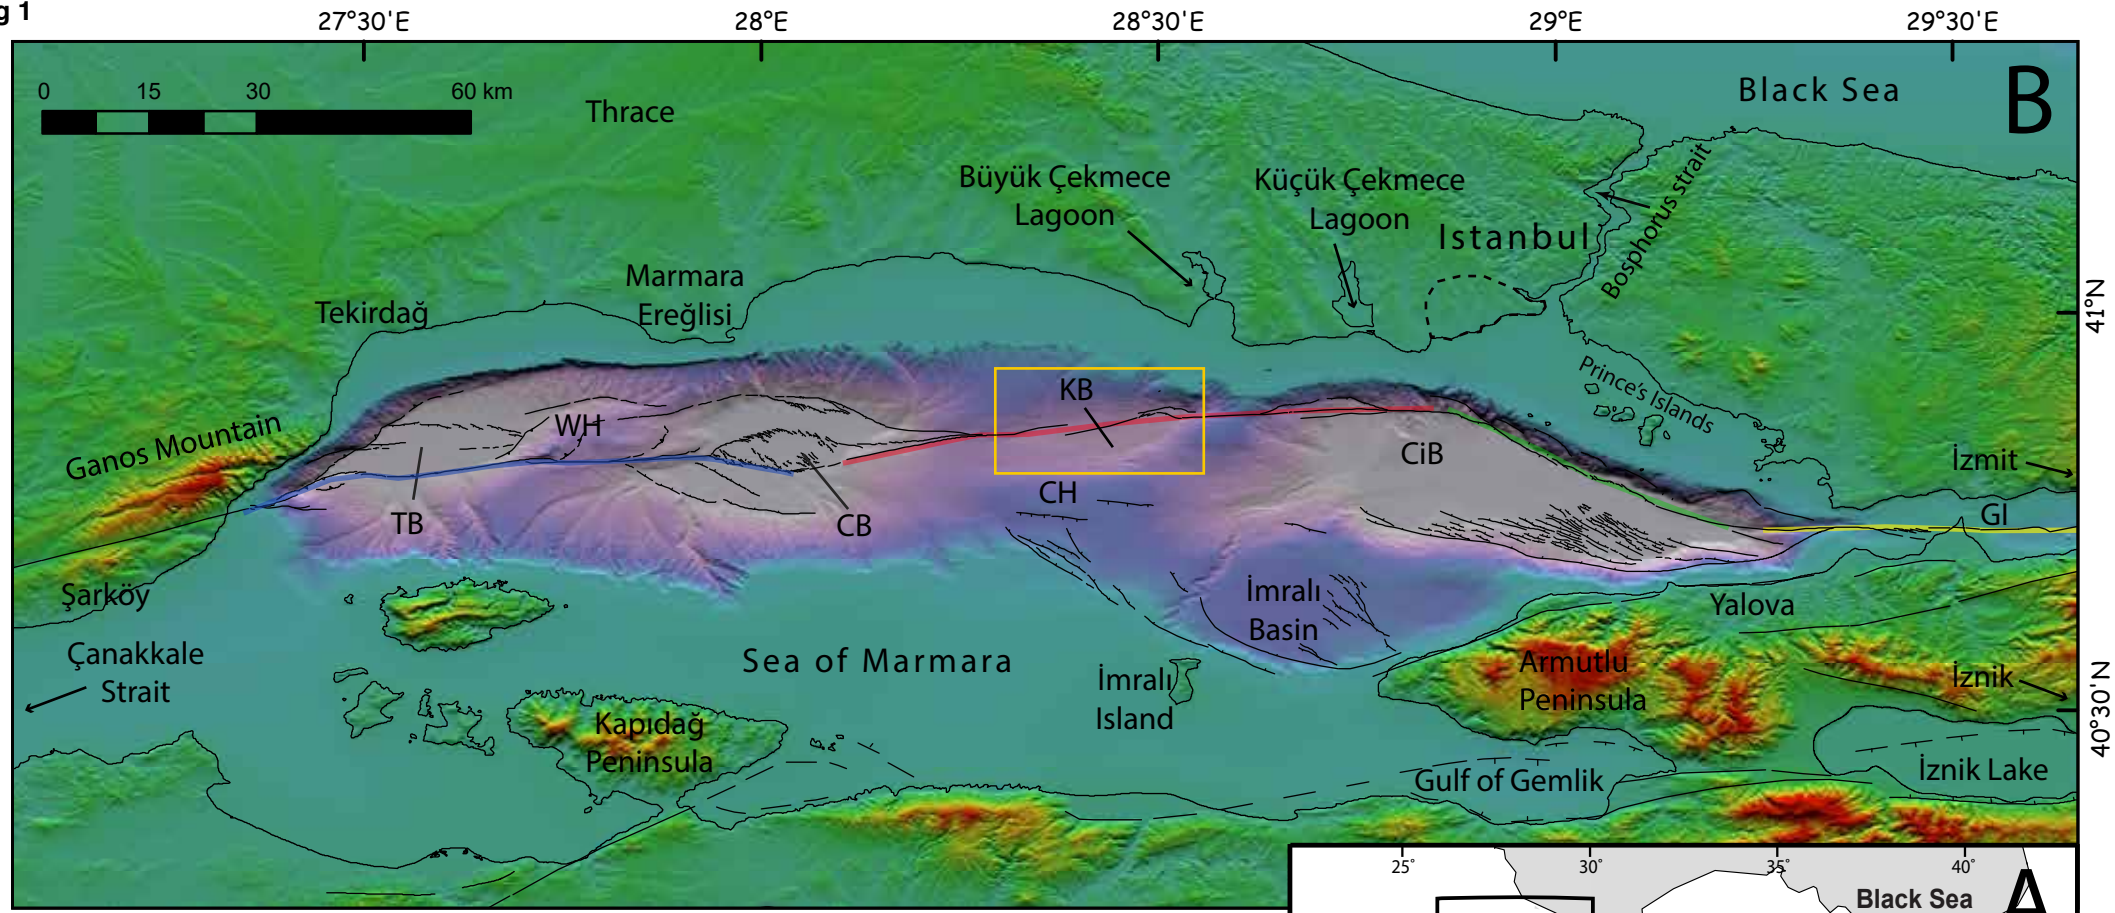 g 1
27°30'E
28°E
28°30'E
29°E
29°30'E
0 15 30 60 km
Thrace
Black Sea
B
Büyük Çekmece
Lagoon
Küçük Çekmece
Lagoon
Istanbul
Bosphorus strait
Marmara
Ereğlisi
Tekirdağ
41°N
Prince's Islands
Ganos Mountain
WH
KB
CiB
İzmit
TB
CB
CH
GI
Şarköy
İmralı
Basin
Yalova
Çanakkale
Strait
Sea of Marmara
İmralı
Island
Armutlu
Peninsula
İznik
40°30'N
Kapıdağ
Peninsula
Gulf of Gemlik
İznik Lake
25°
30°
35°
40°
Black Sea
A